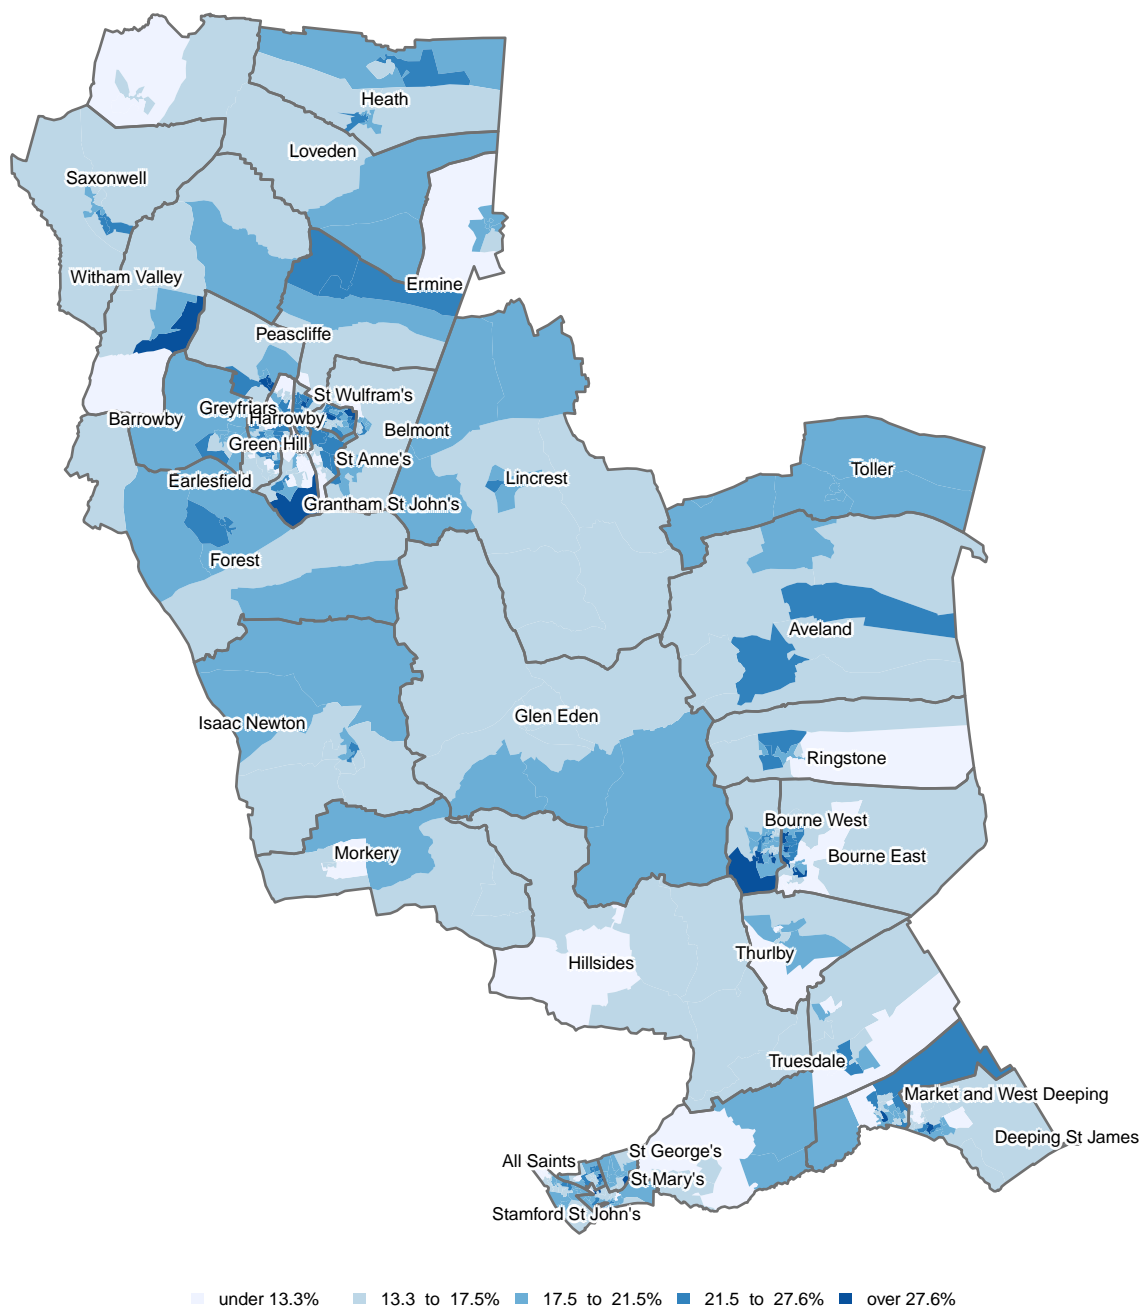 Heath
Loveden
Saxonwell
Witham Valley
Ermine
Peascliffe
St Wulfram's
Greyfriars
Harrowby
Barrowby
Belmont
Green Hill
St Anne's
Toller
Earlesfield
Lincrest
Grantham St John's
Forest
Aveland
Glen Eden
Isaac Newton
Ringstone
Bourne West
Morkery
Bourne East
Thurlby
Hillsides
Truesdale
Market and West Deeping
Deeping St James
St George's
All Saints
St Mary's
Stamford St John's
under 13.3% 13.3 to 17.5% 17.5 to 21.5% 21.5 to 27.6% over 27.6%